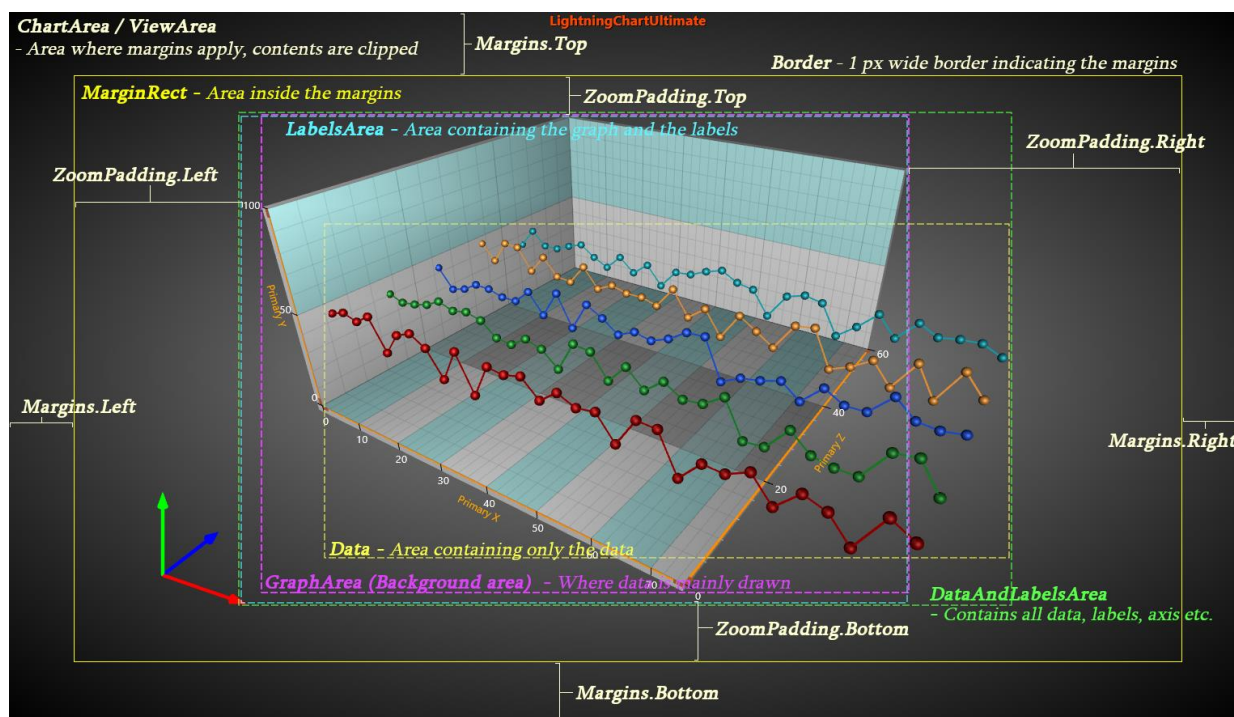 LightningChartUltimate
ChartArea / ViewArea
- Area where margins apply, contents are clipped
Margins.Top
Border - 1 px wide border indicating the margins
MarginRect - Area inside the margins
ZoomPadding.Top
LabelsArea - Area containing the graph and the labels
ZoomPadding.Right
ZoomPadding.Left
100
Primary Y
50
0
60
Margins.Left
40
Margins.Right
0
10
20
30
40
50
60
70
Primary X
Primary Z
20
0
Data - Area containing only the data
GraphArea (Background area) - Where data is mainly drawn
DataAndLabelsArea
- Contains all data, labels, axis etc.
ZoomPadding.Bottom
Margins.Bottom